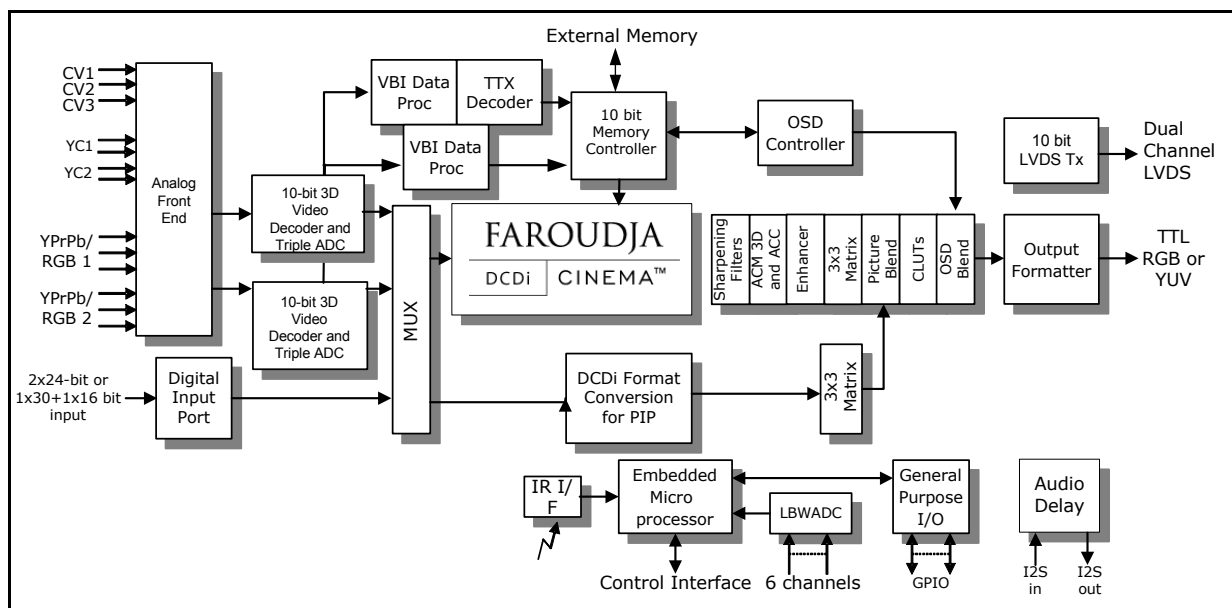 External Memory
CV1
CV2
CV3
YC1
YC2
YPrPb/
RGB 1
YPrPb/
RGB 2
Analog
Front
End
2x24-bit or
1x30+1x16 bit
input
Digital
Input
Port
10-bit 3D
Video
Decoder and
Triple ADC
10-bit 3D
Video
Decoder and
Triple ADC
VBI Data
Proc
TTX
Decoder
VBI Data
Proc
10 bit
Memory
Controller
OSD
Controller
10 bit
LVDS Tx
Dual
Channel
LVDS
MUX
FAROUDJA
DCDi CINEMA™
Sharpening
Filters
ACM 3D
and ACC
Enhancer
3x3
Matrix
Picture
Blend
CLUTs
OSD
Blend
Output
Formatter
TTL
RGB or
YUV
DCDi Format
Conversion
for PIP
3x3
Matrix
IR I/
F
Embedded
Micro
processor
LBWADC
General
Purpose
I/O
Audio
Delay
Control Interface
6 channels
GPIO
I2S
in
I2S
out